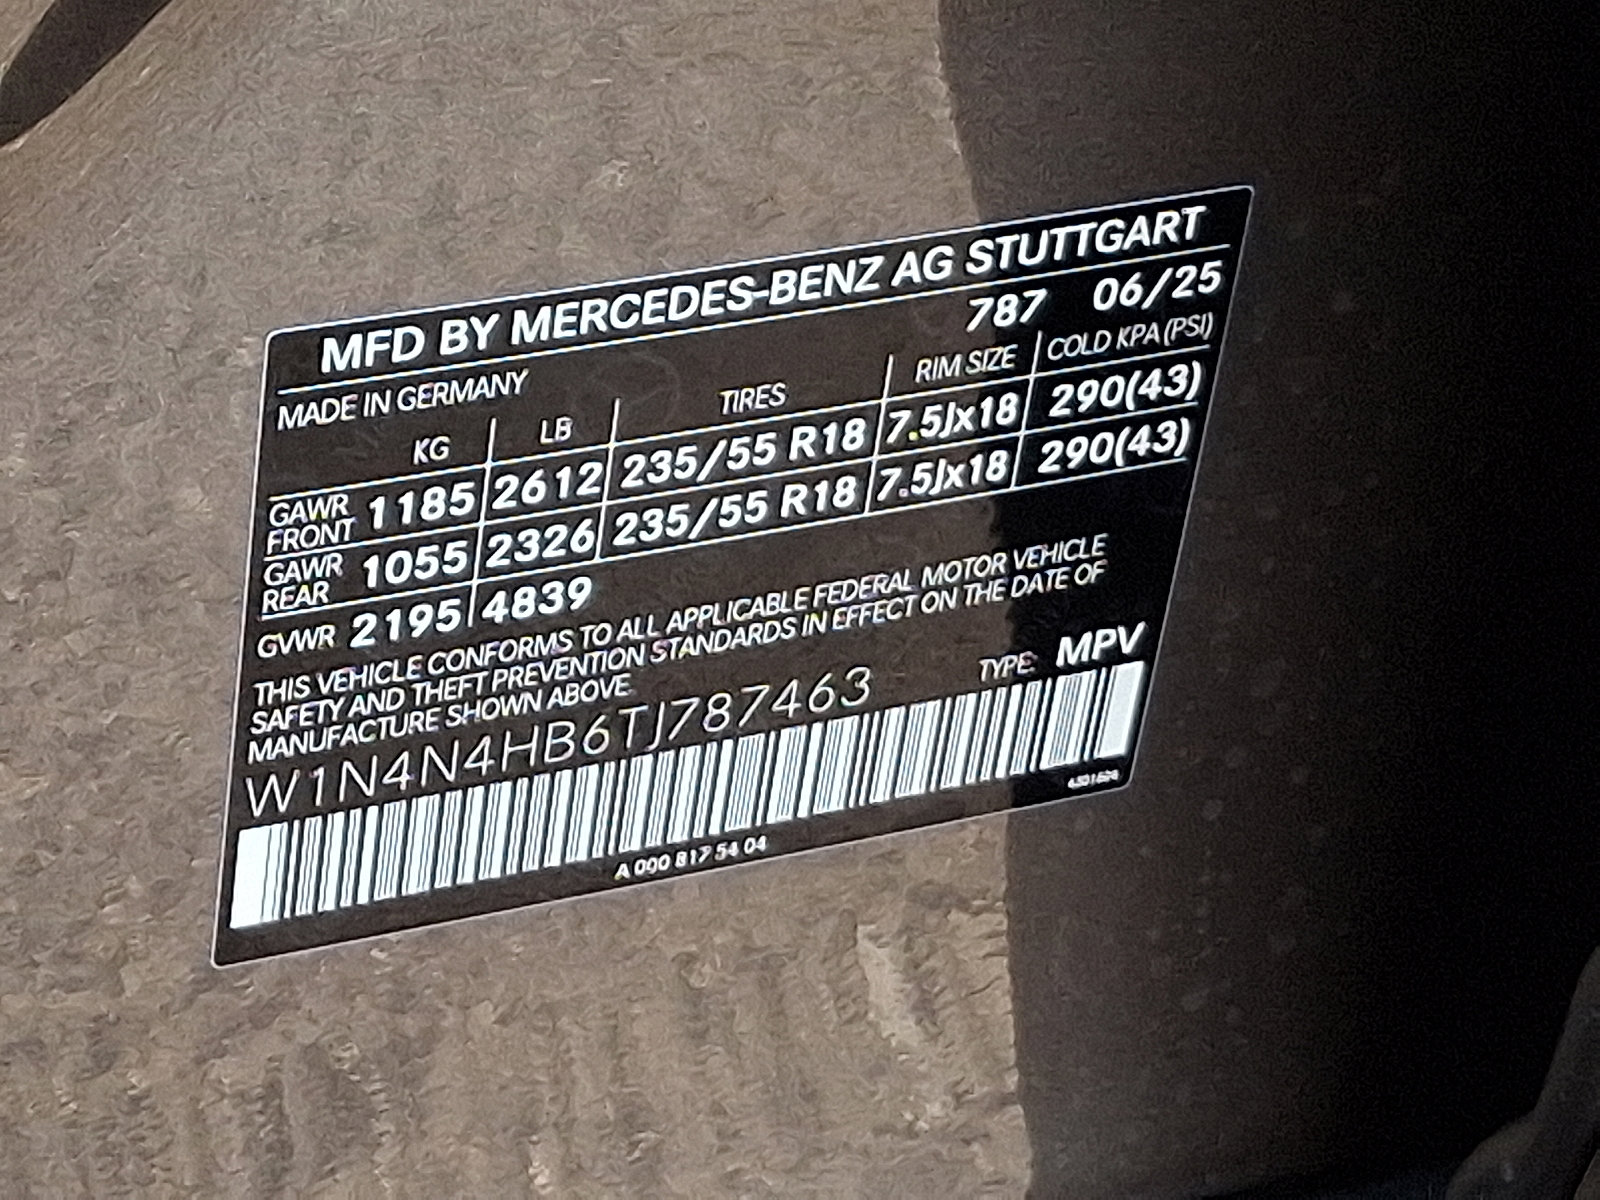 MFD BY MERCEDES-BENZ AG STUTTGART
MADE IN GERMANY 787 06/25
KG LB TIRES RIM SIZE COLD KPA (PSI)
GAWR FRONT 1185 2612 235/55 R18 7.5Jx18 290(43)
GAWR REAR 1055 2326 235/55 R18 7.5Jx18 290(43)
GVWR 2195 4839
THIS VEHICLE CONFORMS TO ALL APPLICABLE FEDERAL MOTOR VEHICLE
SAFETY AND THEFT PREVENTION STANDARDS IN EFFECT ON THE DATE OF
MANUFACTURE SHOWN ABOVE.
W1N4N4HB6TJ787463 TYPE: MPV
A 090 817 54 04